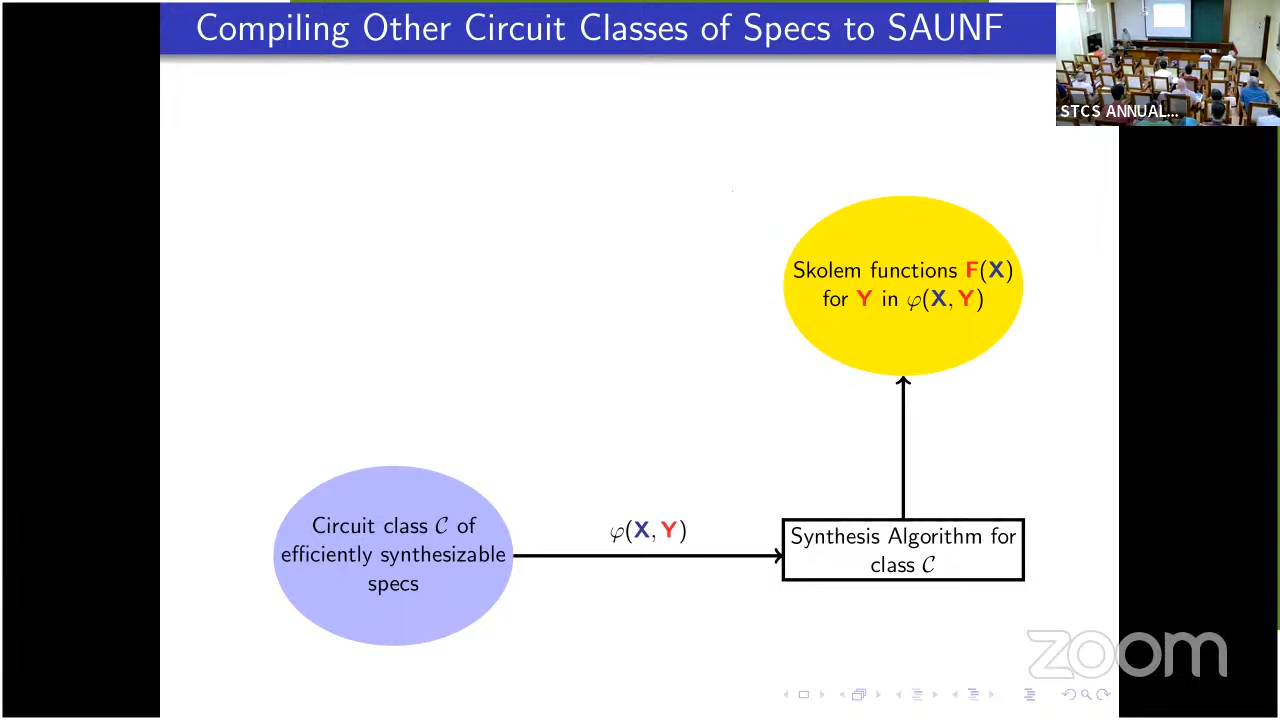 Compiling Other Circuit Classes of Specs to SAUNF
STCS ANNUAL...
Skolem functions F(X)
for Y in φ(X, Y)
Circuit class 𝒞 of
efficiently synthesizable
specs
φ(X, Y)
Synthesis Algorithm for
class 𝒞
zoom